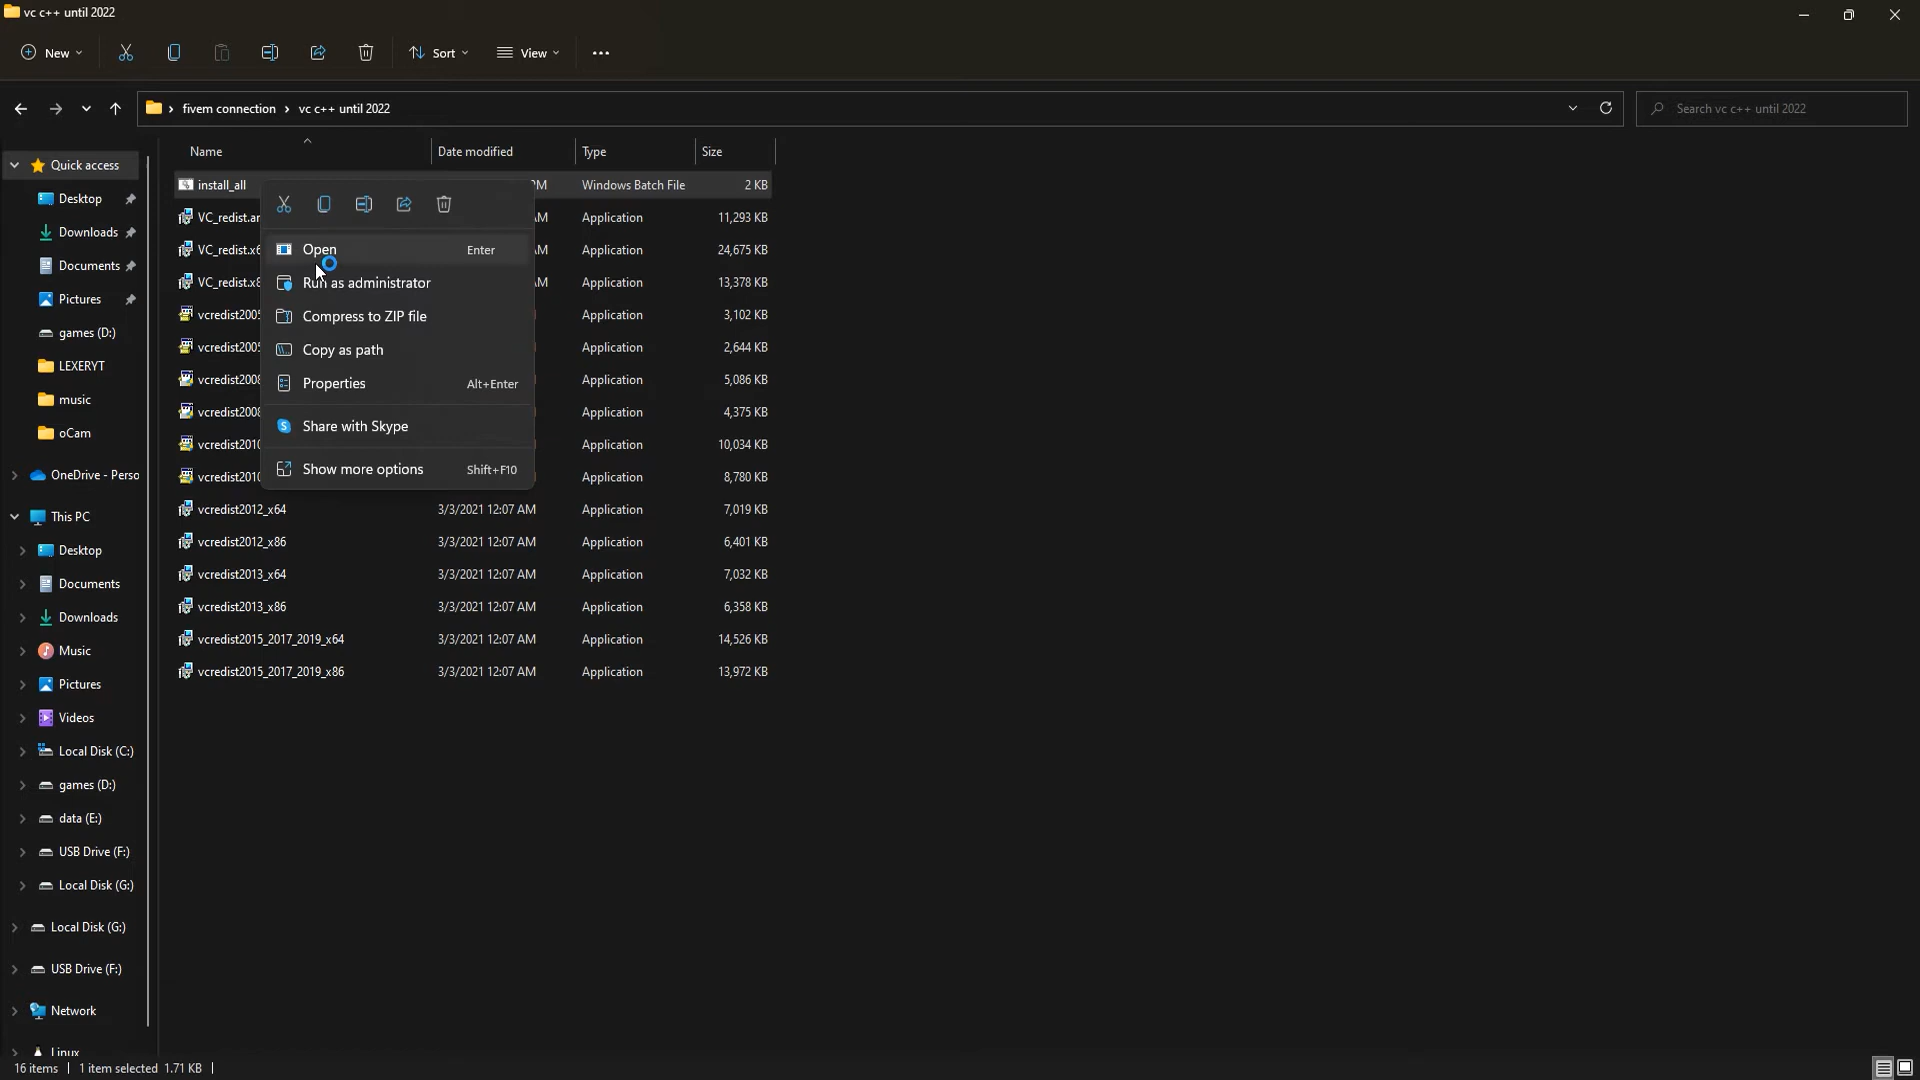 vc c++ until 2022
New
Sort
View
fivem connection > vc c++ until 2022
Search vc c++ until 2022
Name Date modified Type Size
Quick access
Desktop
Downloads
Documents
Pictures
games (D:)
LEXERYT
music
oCam
OneDrive - Perso
This PC
Desktop
Documents
Downloads
Music
Pictures
Videos
Local Disk (C:)
games (D:)
data (E:)
USB Drive (F:)
Local Disk (G:)
Local Disk (G:)
USB Drive (F:)
Network
Linux
install_all PM Windows Batch File 2 KB
VC_redist.ar AM Application 11,293 KB
VC_redist.x6 AM Application 24,675 KB
VC_redist.x8 AM Application 13,378 KB
vcredist2005 Application 3,102 KB
vcredist2005 Application 2,644 KB
vcredist2008 Application 5,086 KB
vcredist2008 Application 4,375 KB
vcredist2010 Application 10,034 KB
vcredist2010 Application 8,780 KB
vcredist2012_x64 3/3/2021 12:07 AM Application 7,019 KB
vcredist2012_x86 3/3/2021 12:07 AM Application 6,401 KB
vcredist2013_x64 3/3/2021 12:07 AM Application 7,032 KB
vcredist2013_x86 3/3/2021 12:07 AM Application 6,358 KB
vcredist2015_2017_2019_x64 3/3/2021 12:07 AM Application 14,526 KB
vcredist2015_2017_2019_x86 3/3/2021 12:07 AM Application 13,972 KB
Open Enter
Run as administrator
Compress to ZIP file
Copy as path
Properties Alt+Enter
Share with Skype
Show more options Shift+F10
16 items | 1 item selected 1.71 KB |